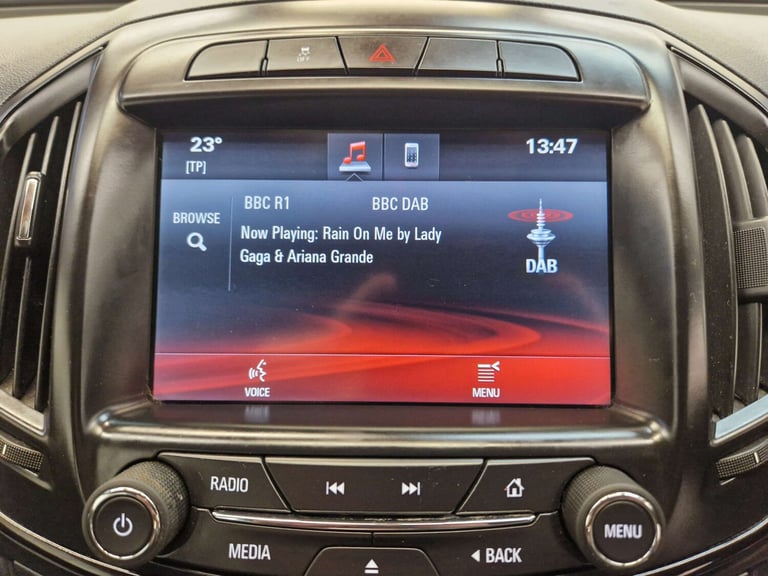 OFF
23°
[TP]
13:47
BBC R1
BBC DAB
BROWSE
Now Playing: Rain On Me by Lady
Gaga & Ariana Grande
DAB
VOICE
MENU
RADIO
MENU
MEDIA
BACK